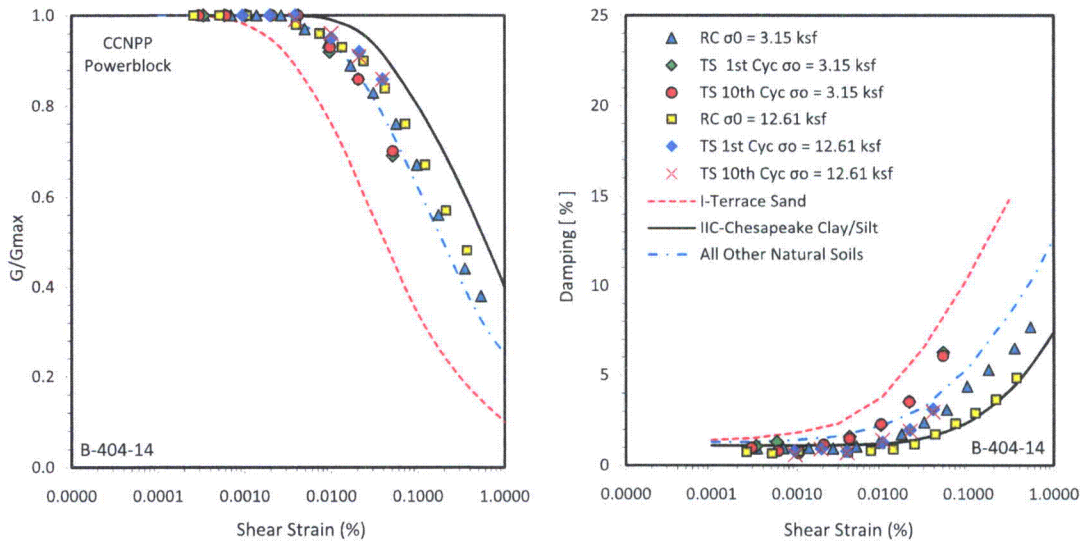 CCNPP
Powerblock
1.0
0.8
0.6
0.4
0.2
0.0
G/Gmax
B-404-14
0.0000 0.0001 0.0010 0.0100 0.1000 1.0000
Shear Strain (%)
25
20
15
10
5
0
Damping [ % ]
RC σ0 = 3.15 ksf
TS 1st Cyc σo = 3.15 ksf
TS 10th Cyc σo = 3.15 ksf
RC σ0 = 12.61 ksf
TS 1st Cyc σo = 12.61 ksf
TS 10th Cyc σo = 12.61 ksf
I-Terrace Sand
IIC-Chesapeake Clay/Silt
All Other Natural Soils
B-404-14
0.0000 0.0001 0.0010 0.0100 0.1000 1.0000
Shear Strain (%)